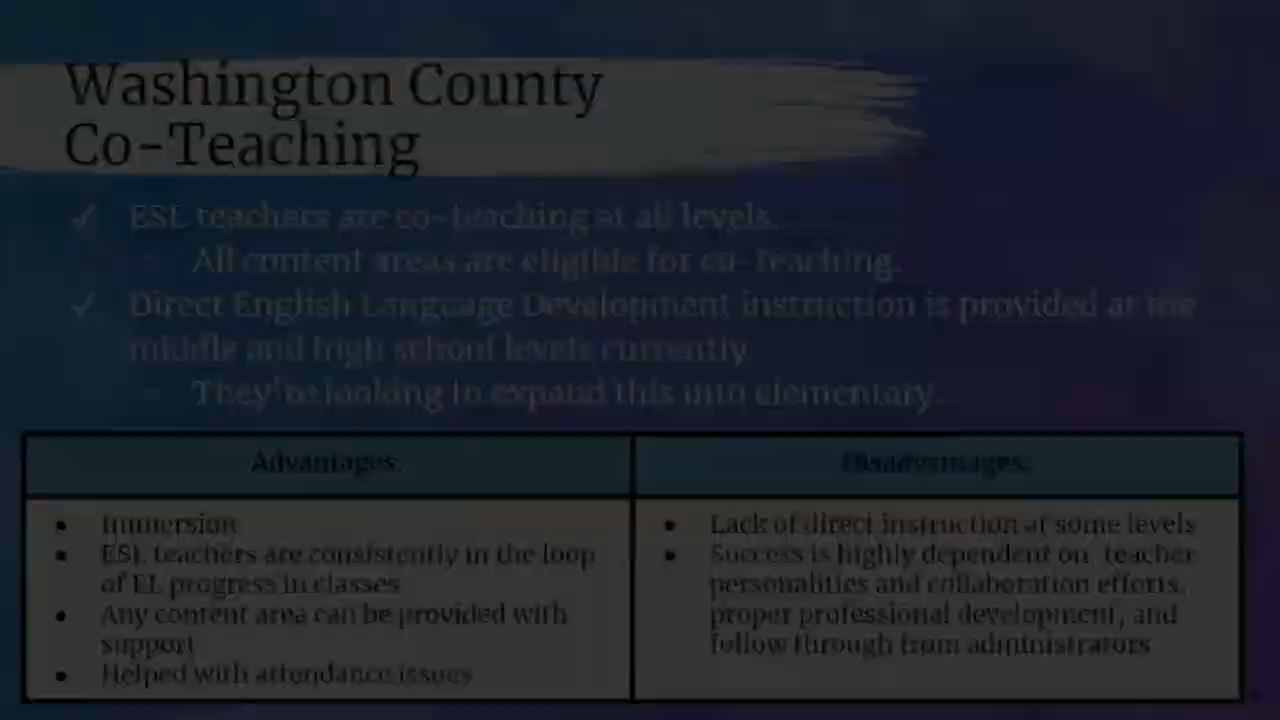 Washington County
Co-Teaching
✓ ESL teachers are co-teaching at all levels.
○ All content areas are eligible for co-teaching.
✓ Direct English Language Development instruction is provided at the
middle and high school levels currently.
○ They're looking to expand this into elementary.
Advantages:
● Immersion
● ESL teachers are consistently in the loop
of EL progress in classes
● Any content area can be provided with
support
● Helped with attendance issues
Disadvantages:
● Lack of direct instruction at some levels
● Success is highly dependent on teacher
personalities and collaboration efforts,
proper professional development, and
follow through from administrators